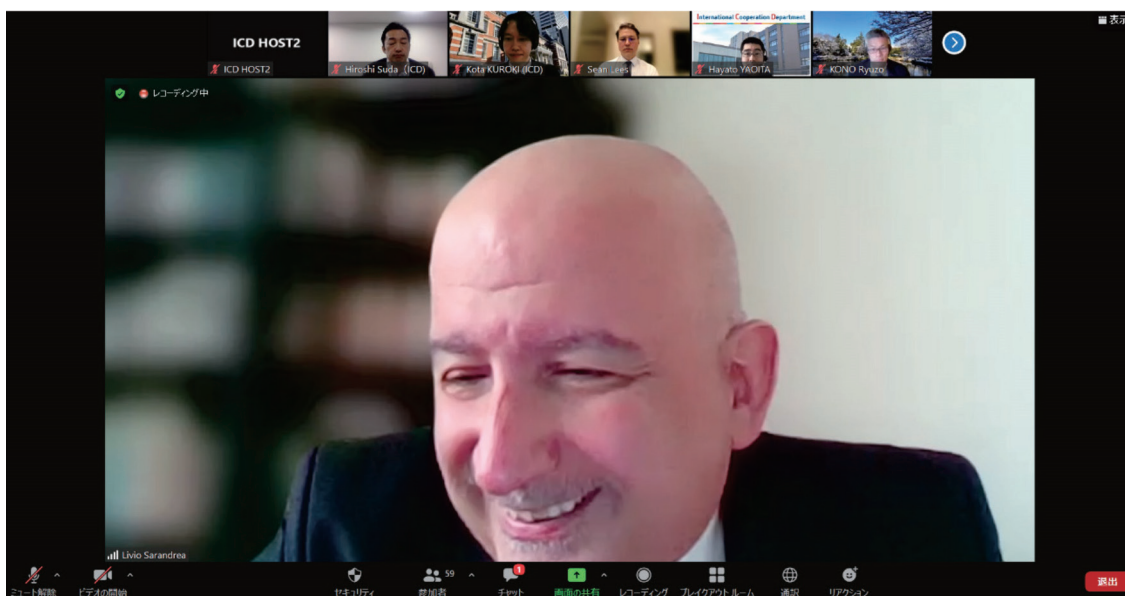 International Cooperation Department
表示
ICD HOST2
ICD HOST2
Hiroshi Suda (ICD)
Kota KUROKI (ICD)
Sean Lees
Hayato YAOITA
KONO Ryuzo
レコーディング中
Livio Sarandrea
59
1
ミュート解除
ビデオの開始
セキュリティ
参加者
チャット
画面の共有
レコーディング
ブレイクアウト ルーム
通訳
リアクション
退出